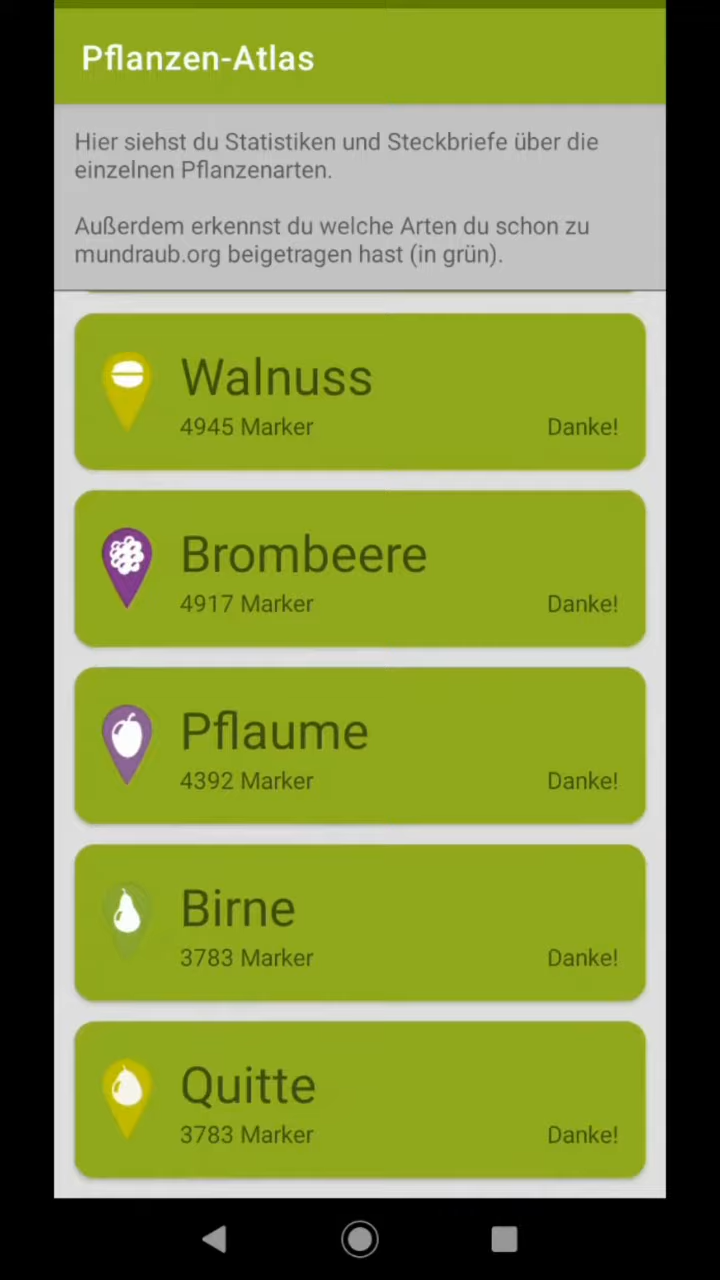 Pflanzen-Atlas
Hier siehst du Statistiken und Steckbriefe über die
einzelnen Pflanzenarten.
Außerdem erkennst du welche Arten du schon zu
mundraub.org beigetragen hast (in grün).
Walnuss
4945 Marker Danke!
Brombeere
4917 Marker Danke!
Pflaume
4392 Marker Danke!
Birne
3783 Marker Danke!
Quitte
3783 Marker Danke!